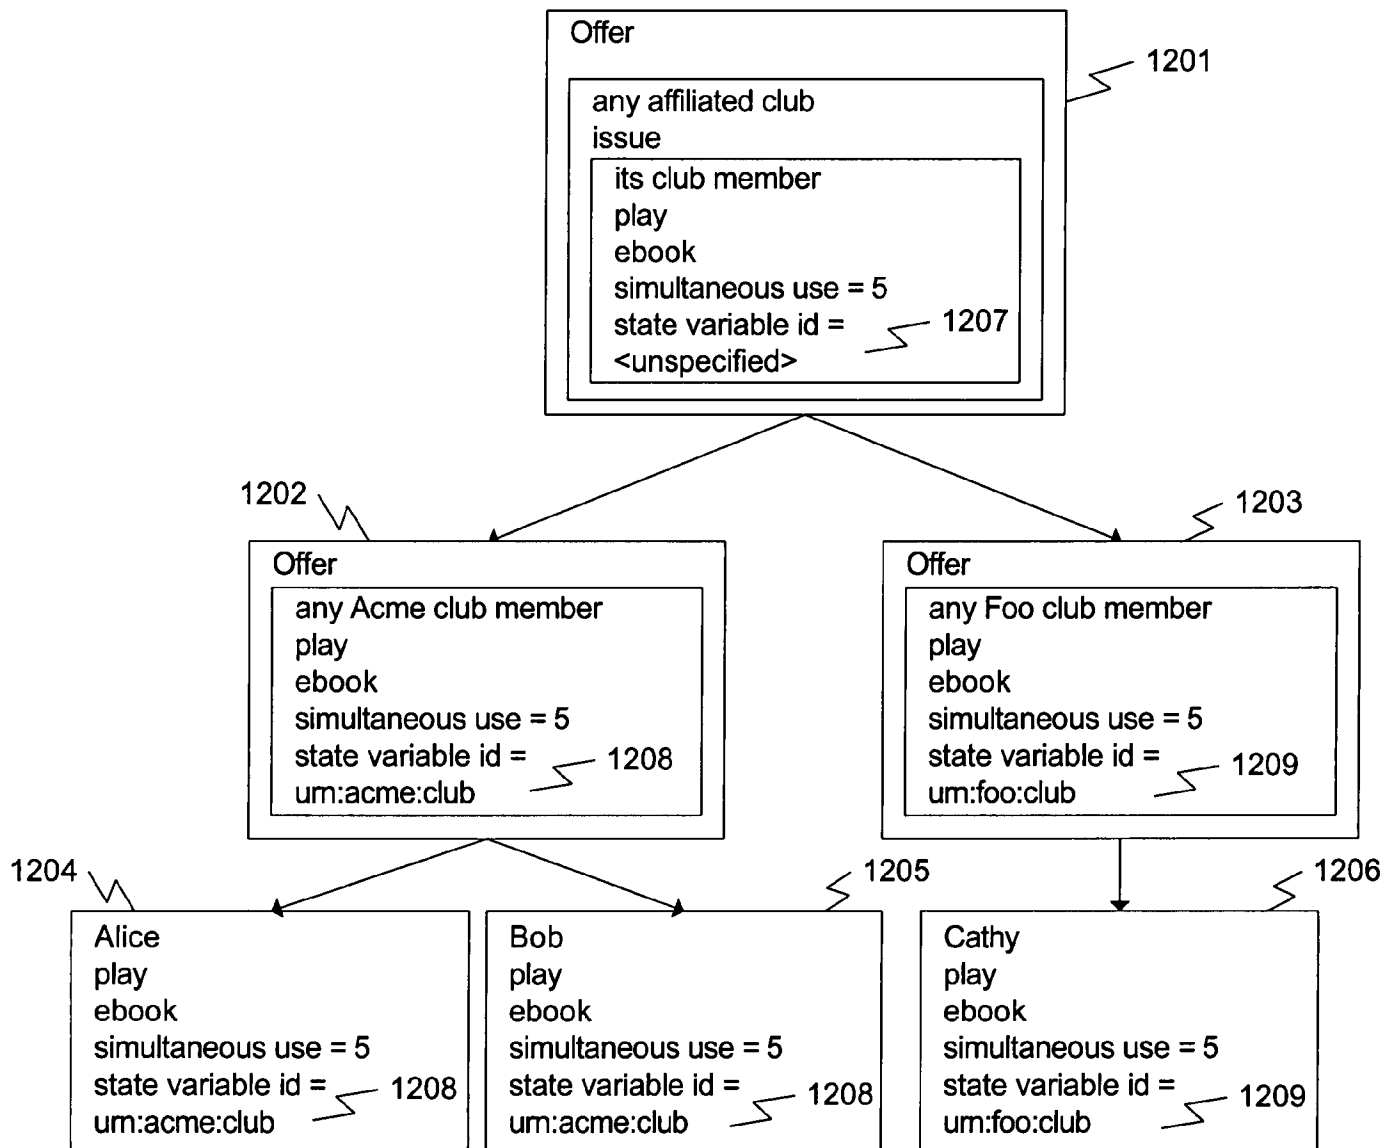 Offer
1201
any affiliated club
issue
its club member
play
ebook
simultaneous use = 5
state variable id =
1207
<unspecified>
1202
1203
Offer
any Acme club member
play
ebook
simultaneous use = 5
state variable id =
1208
urn:acme:club
Offer
any Foo club member
play
ebook
simultaneous use = 5
state variable id =
1209
urn:foo:club
1204
1205
1206
Alice
play
ebook
simultaneous use = 5
state variable id =
1208
urn:acme:club
Bob
play
ebook
simultaneous use = 5
state variable id =
1208
urn:acme:club
Cathy
play
ebook
simultaneous use = 5
state variable id =
1209
urn:foo:club